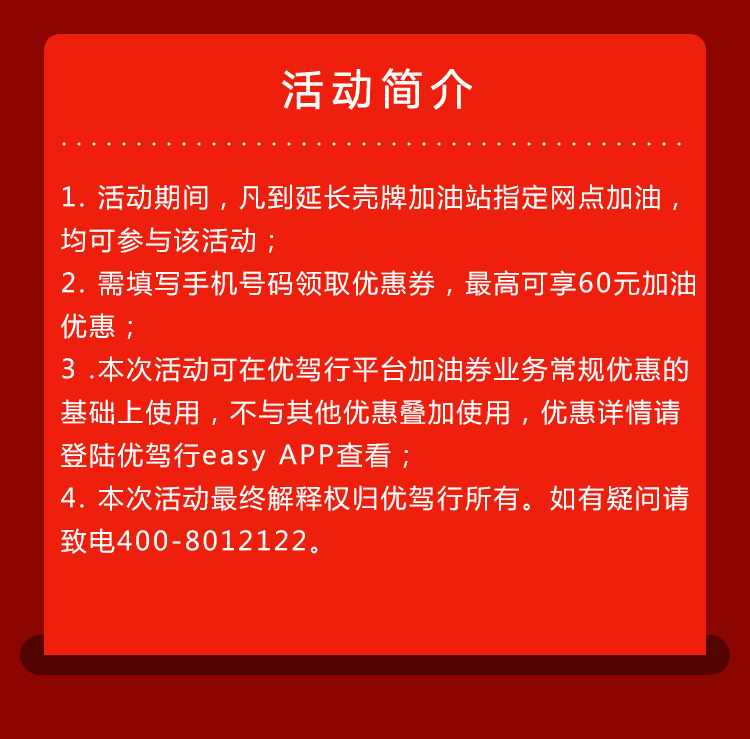 活动简介
1. 活动期间，凡到延长壳牌加油站指定网点加油，
均可参与该活动；
2. 需填写手机号码领取优惠券，最高可享60元加油
优惠；
3 .本次活动可在优驾行平台加油券业务常规优惠的
基础上使用，不与其他优惠叠加使用，优惠详情请
登陆优驾行easy APP查看；
4. 本次活动最终解释权归优驾行所有。如有疑问请
致电400-8012122。